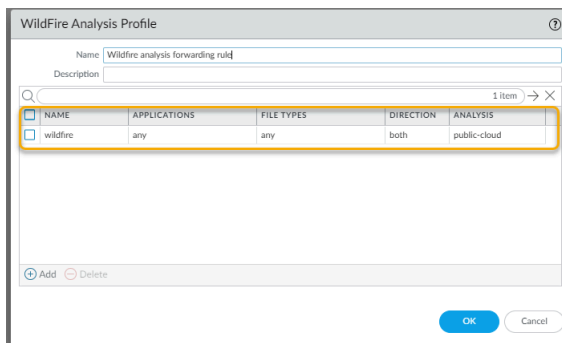 WildFire Analysis Profile
Name Wildfire analysis forwarding rule
Description
1 item
NAME APPLICATIONS FILE TYPES DIRECTION ANALYSIS
wildfire any any both public-cloud
Add Delete
OK Cancel